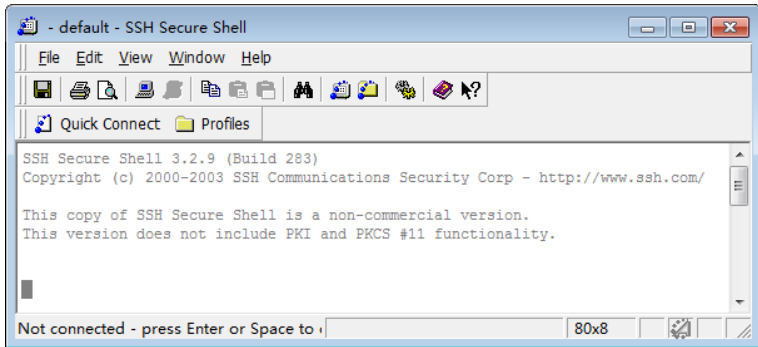 - default - SSH Secure Shell
File Edit View Window Help
Quick Connect Profiles
SSH Secure Shell 3.2.9 (Build 283)
Copyright (c) 2000-2003 SSH Communications Security Corp - http://www.ssh.com/
This copy of SSH Secure Shell is a non-commercial version.
This version does not include PKI and PKCS #11 functionality.
Not connected - press Enter or Space to
80x8